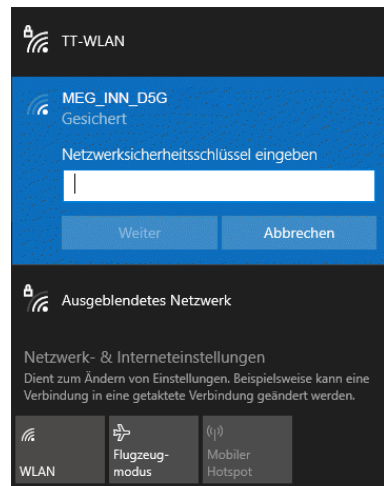 TT-WLAN
MEG_INN_D5G
Gesichert
Netzwerksicherheitsschlüssel eingeben
Weiter
Abbrechen
Ausgeblendetes Netzwerk
Netzwerk- & Interneteinstellungen
Dient zum Ändern von Einstellungen. Beispielsweise kann eine
Verbindung in eine getaktete Verbindung geändert werden.
WLAN
Flugzeug-
modus
Mobiler
Hotspot